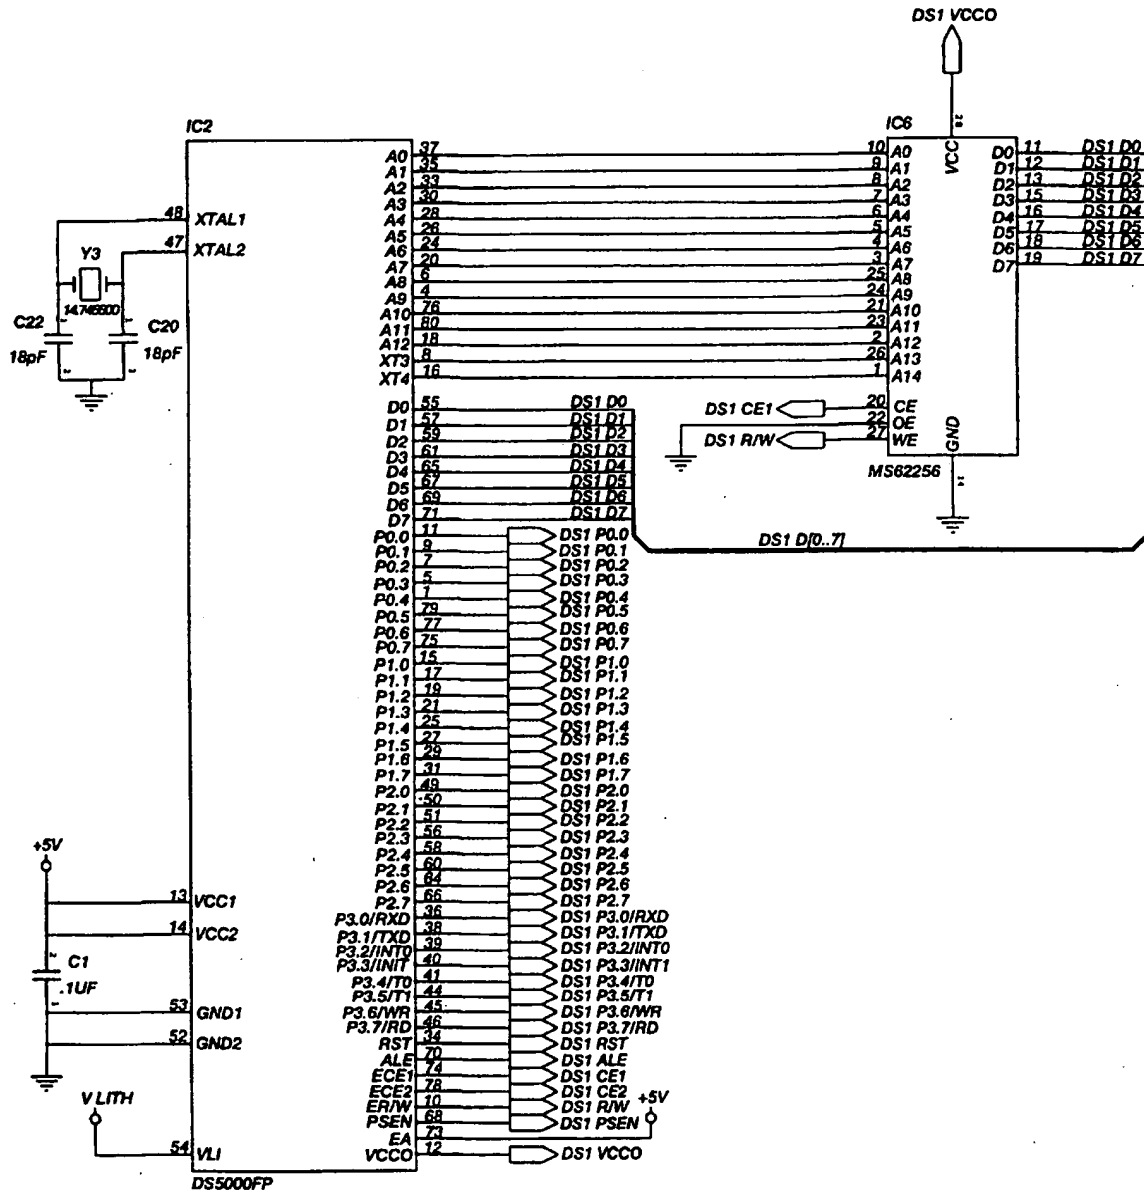 DS1 VCCO
IC2
IC6
48 XTAL1
47 XTAL2
Y3
14.745600
C22
18pF
C20
18pF
+5V
13 VCC1
14 VCC2
C1
.1UF
53 GND1
52 GND2
V LITH
54 VLI
DS5000FP
A0 37
A1 35
A2 33
A3 30
A4 28
A5 26
A6 24
A7 20
A8 6
A9 4
A10 76
A11 80
A12 18
XT3 8
XT4 16
D0 55 DS1 D0
D1 57 DS1 D1
D2 59 DS1 D2
D3 61 DS1 D3
D4 65 DS1 D4
D5 67 DS1 D5
D6 69 DS1 D6
D7 71 DS1 D7
P0.0 11 DS1 P0.0
P0.1 9 DS1 P0.1
P0.2 7 DS1 P0.2
P0.3 5 DS1 P0.3
P0.4 1 DS1 P0.4
P0.5 79 DS1 P0.5
P0.6 77 DS1 P0.6
P0.7 75 DS1 P0.7
P1.0 15 DS1 P1.0
P1.1 17 DS1 P1.1
P1.2 19 DS1 P1.2
P1.3 21 DS1 P1.3
P1.4 25 DS1 P1.4
P1.5 27 DS1 P1.5
P1.6 29 DS1 P1.6
P1.7 31 DS1 P1.7
P2.0 49 DS1 P2.0
P2.1 50 DS1 P2.1
P2.2 51 DS1 P2.2
P2.3 56 DS1 P2.3
P2.4 58 DS1 P2.4
P2.5 60 DS1 P2.5
P2.6 64 DS1 P2.6
P2.7 66 DS1 P2.7
P3.0/RXD 36 DS1 P3.0/RXD
P3.1/TXD 38 DS1 P3.1/TXD
P3.2/INT0 39 DS1 P3.2/INT0
P3.3/INIT 40 DS1 P3.3/INT1
P3.4/T0 41 DS1 P3.4/T0
P3.5/T1 44 DS1 P3.5/T1
P3.6/WR 45 DS1 P3.6/WR
P3.7/RD 46 DS1 P3.7/RD
RST 34 DS1 RST
ALE 70 DS1 ALE
ECE1 74 DS1 CE1
ECE2 78 DS1 CE2
ER/W 10 DS1 R/W
PSEN 68 DS1 PSEN
EA 73 +5V
VCCO 12 DS1 VCCO
28 VCC
10 A0
9 A1
8 A2
7 A3
6 A4
5 A5
4 A6
3 A7
25 A8
24 A9
21 A10
23 A11
2 A12
26 A13
1 A14
DS1 CE1 20 CE
22 OE
DS1 R/W 27 WE
GND
MS62256
D0 11 DS1 D0
D1 12 DS1 D1
D2 13 DS1 D2
D3 15 DS1 D3
D4 16 DS1 D4
D5 17 DS1 D5
D6 18 DS1 D6
D7 19 DS1 D7
DS1 D[0..7]